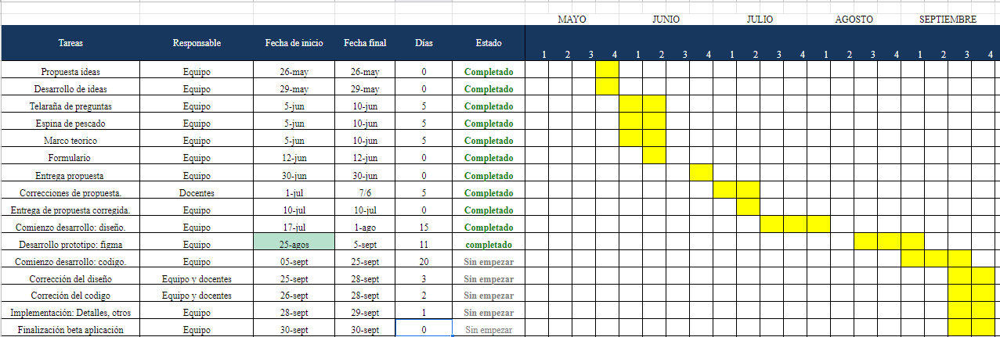 MAYO JUNIO JULIO AGOSTO SEPTIEMBRE
Tareas Responsable Fecha de inicio Fecha final Días Estado
1 2 3 4 1 2 3 4 1 2 3 4 1 2 3 4 1 2 3 4
Propuesta ideas Equipo 26-may 26-may 0 Completado
Desarrollo de ideas Equipo 29-may 29-may 0 Completado
Telaraña de preguntas Equipo 5-jun 10-jun 5 Completado
Espina de pescado Equipo 5-jun 10-jun 5 Completado
Marco teorico Equipo 5-jun 10-jun 5 Completado
Formulario Equipo 12-jun 12-jun 0 Completado
Entrega propuesta Equipo 30-jun 30-jun 0 Completado
Correcciones de propuesta. Docentes 1-jul 7/6 5 Completado
Entrega de propuesta corregida. Equipo 10-jul 10-jul 0 Completado
Comienzo desarrollo: diseño. Equipo 17-jul 1-ago 15 Completado
Desarrollo prototipo: figma Equipo 25-agos 5-sept 11 completado
Comienzo desarrollo: codigo. Equipo 05-sept 25-sept 20 Sin empezar
Corrección del diseño Equipo y docentes 25-sept 28-sept 3 Sin empezar
Correción del codigo Equipo y docentes 26-sept 28-sept 2 Sin empezar
Implementación: Detalles, otros Equipo 28-sept 29-sept 1 Sin empezar
Finalización beta aplicación Equipo 30-sept 30-sept 0 Sin empezar